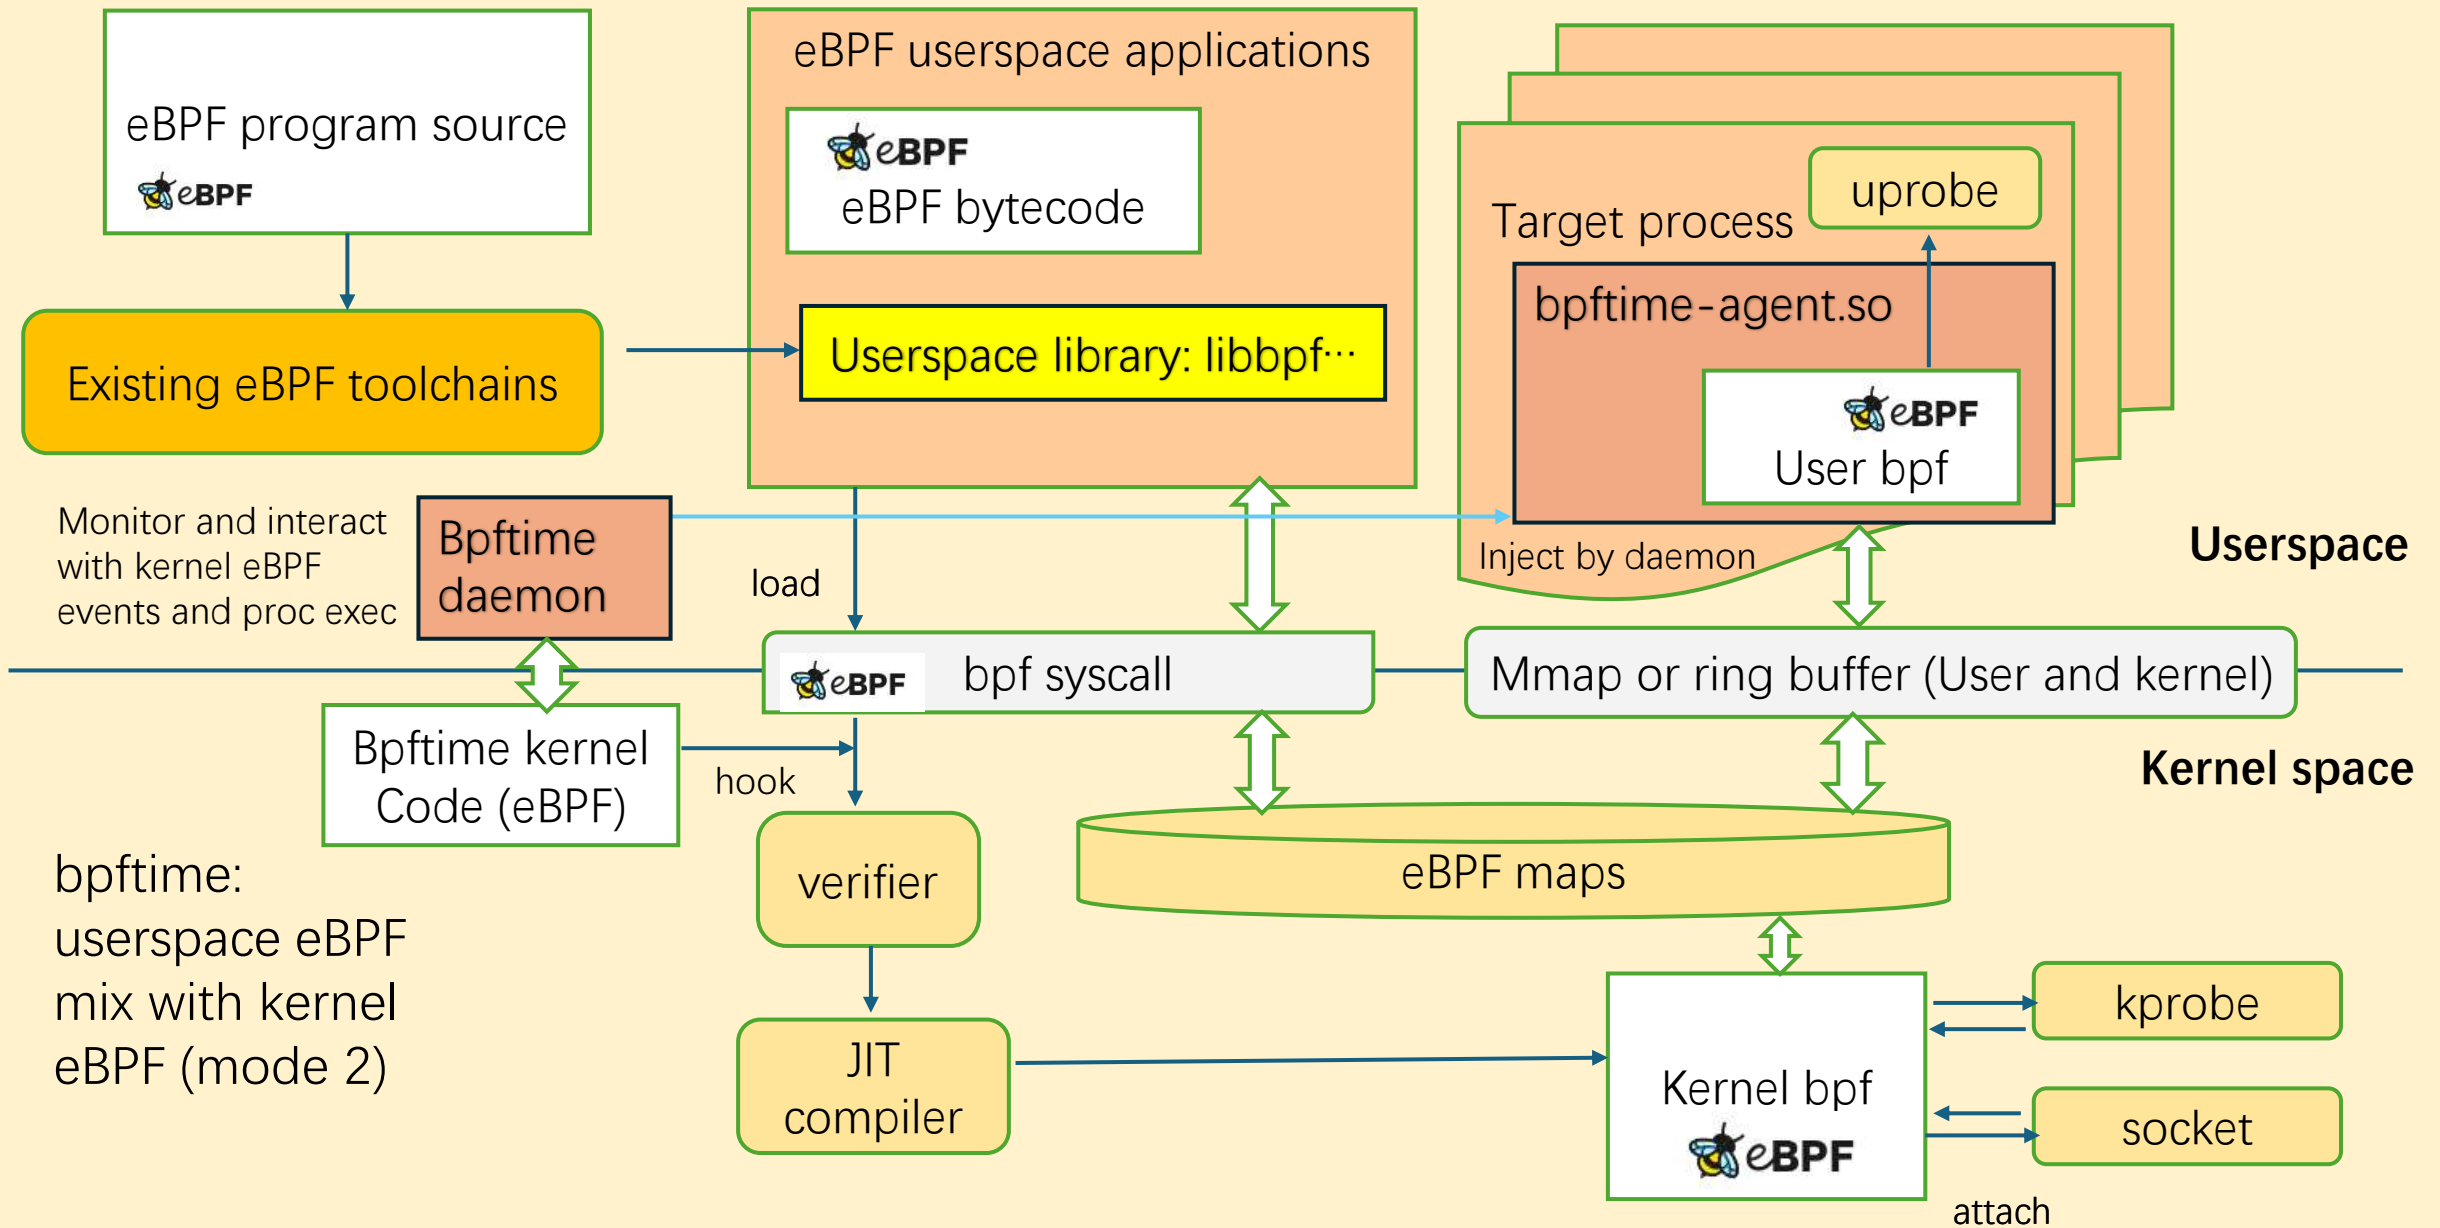 eBPF program source
eBPF
Existing eBPF toolchains
eBPF userspace applications
eBPF
eBPF bytecode
Userspace library: libbpf…
uprobe
Target process
bpftime-agent.so
eBPF
User bpf
Inject by daemon
Monitor and interact
with kernel eBPF
events and proc exec
Bpftime
daemon
load
Userspace
eBPF
bpf syscall
Mmap or ring buffer (User and kernel)
Kernel space
Bpftime kernel
Code (eBPF)
hook
verifier
eBPF maps
bpftime:
userspace eBPF
mix with kernel
eBPF (mode 2)
JIT
compiler
Kernel bpf
eBPF
kprobe
socket
attach